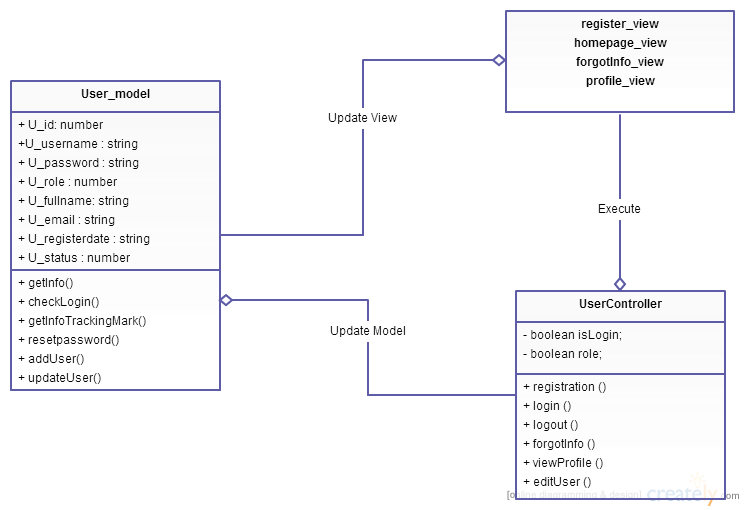 register_view
homepage_view
forgotInfo_view
profile_view
User_model
+ U_id: number
+U_username : string
+ U_password : string
+ U_role : number
+ U_fullname: string
+ U_email : string
+ U_registerdate : string
+ U_status : number
+ getInfo()
+ checkLogin()
+ getInfoTrackingMark()
+ resetpassword()
+ addUser()
+ updateUser()
Update View
Execute
Update Model
UserController
- boolean isLogin;
- boolean role;
+ registration ()
+ login ()
+ logout ()
+ forgotInfo ()
+ viewProfile ()
+ editUser ()
[online diagramming & design] creately.com